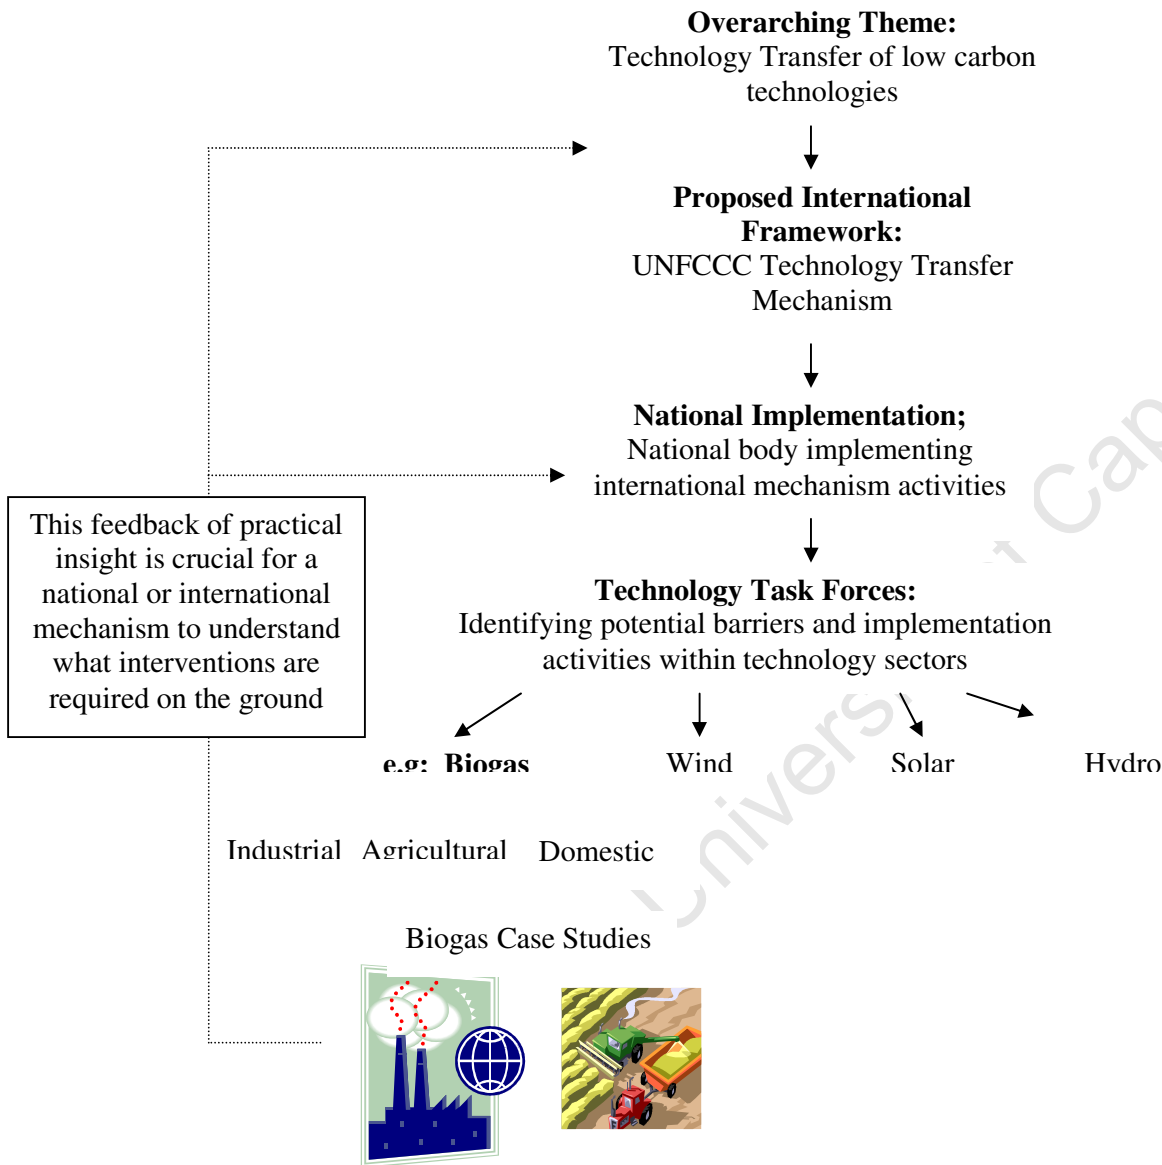 Overarching Theme:
Technology Transfer of low carbon
technologies
Proposed International
Framework:
UNFCCC Technology Transfer
Mechanism
National Implementation;
National body implementing
international mechanism activities
This feedback of practical
insight is crucial for a
national or international
mechanism to understand
what interventions are
required on the ground
Technology Task Forces:
Identifying potential barriers and implementation
activities within technology sectors
e.g: Biogas Wind Solar Hydro
Industrial Agricultural Domestic
Biogas Case Studies